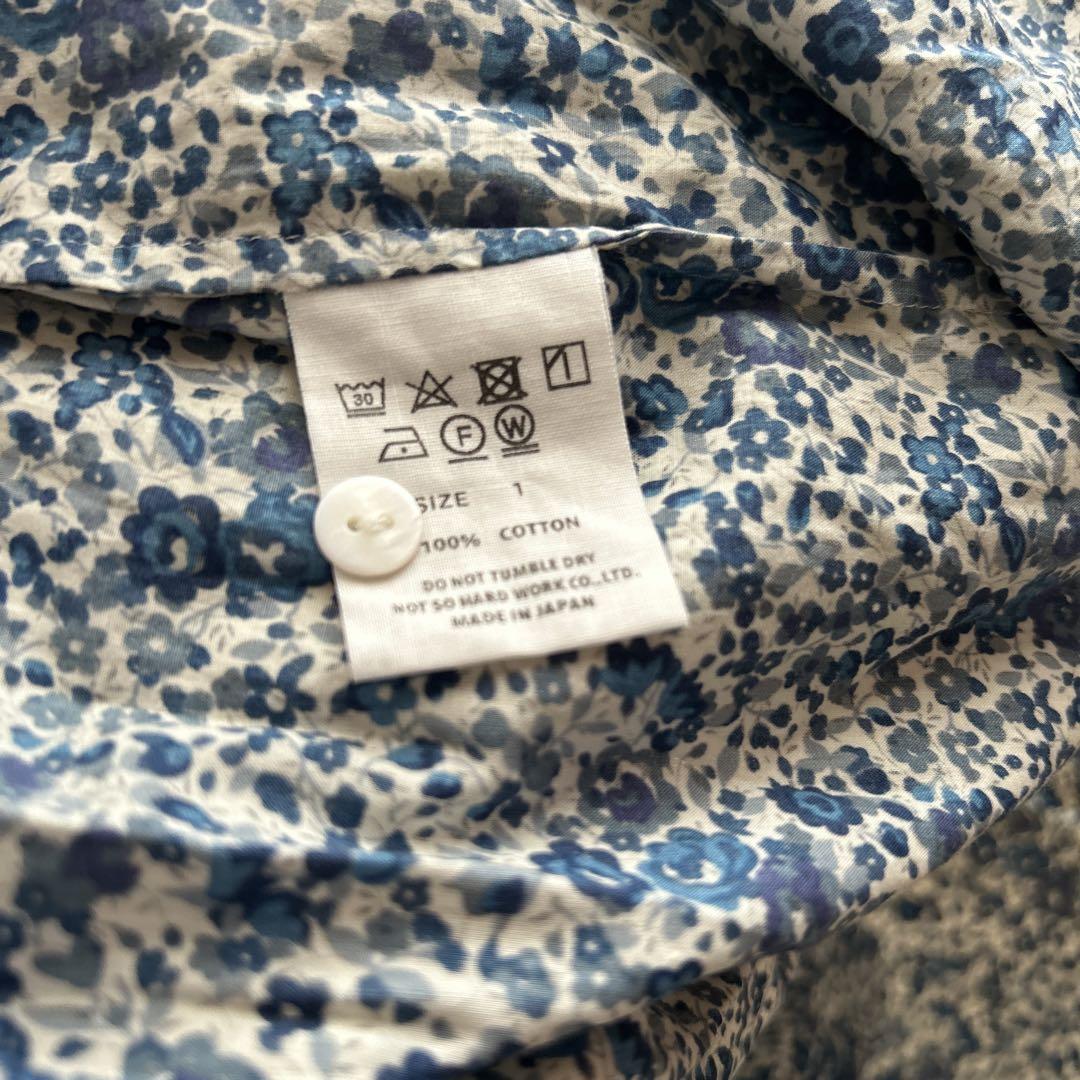 30
F W
SIZE 1
100% COTTON
DO NOT TUMBLE DRY
NOT SO HARD WORK CO.,LTD.
MADE IN JAPAN